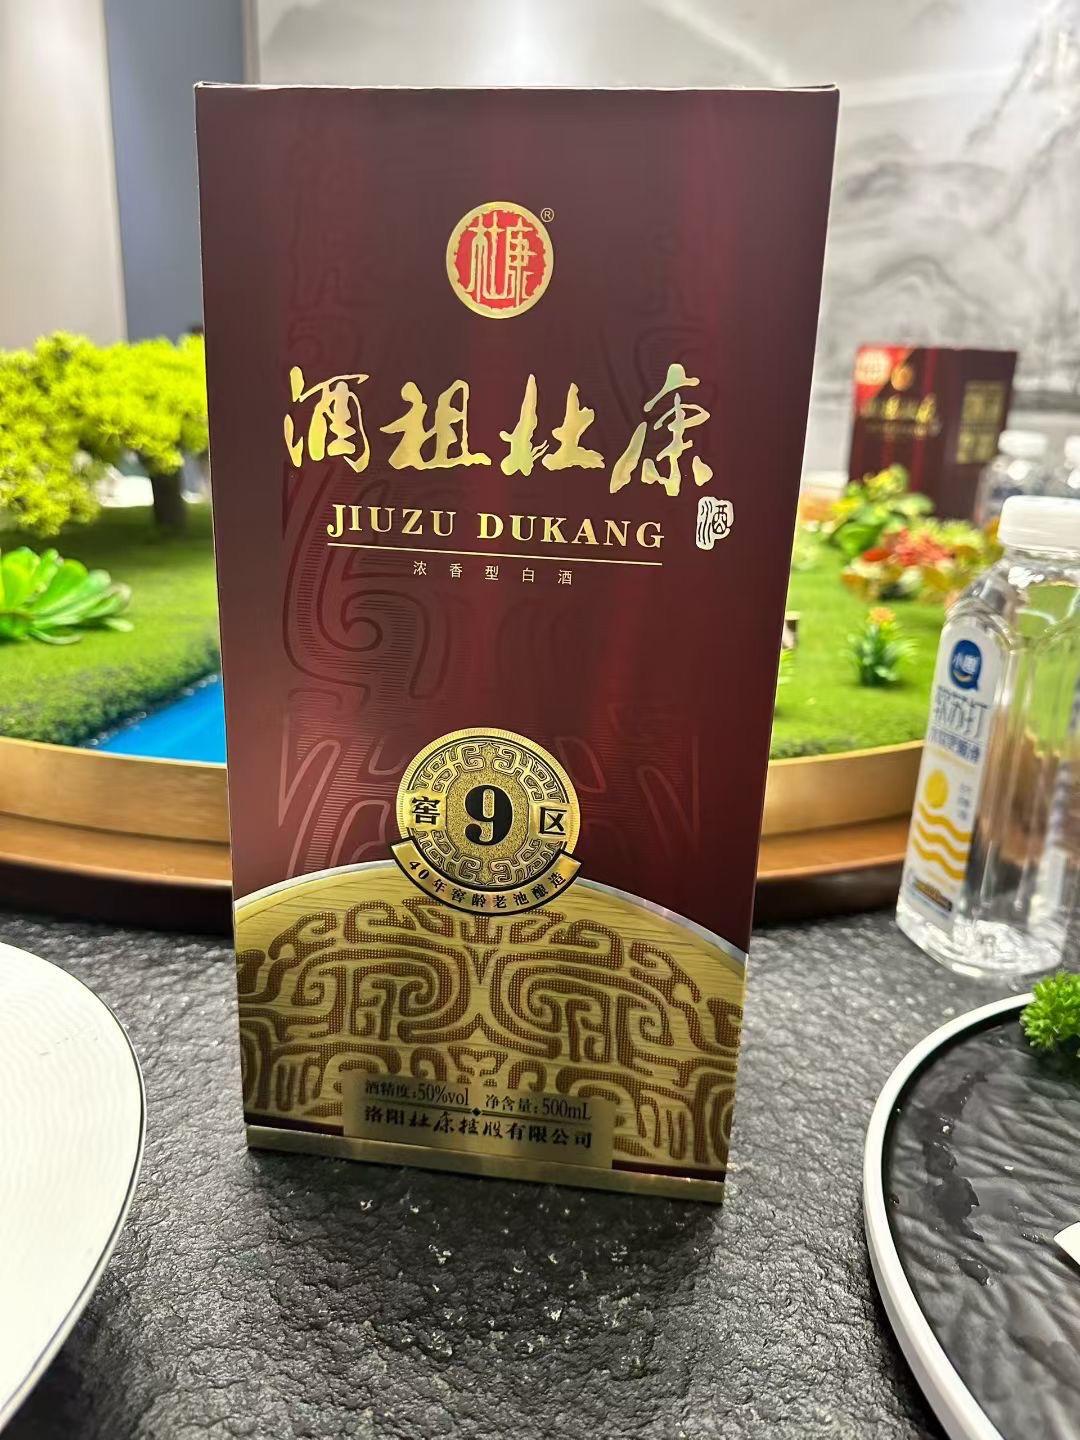 杜康®
酒祖杜康
JIUZU DUKANG
酒
浓香型白酒
窖9区
40年窖龄老池酿造
酒精度:50%vol 净含量:500mL
洛阳杜康控股有限公司
苏打